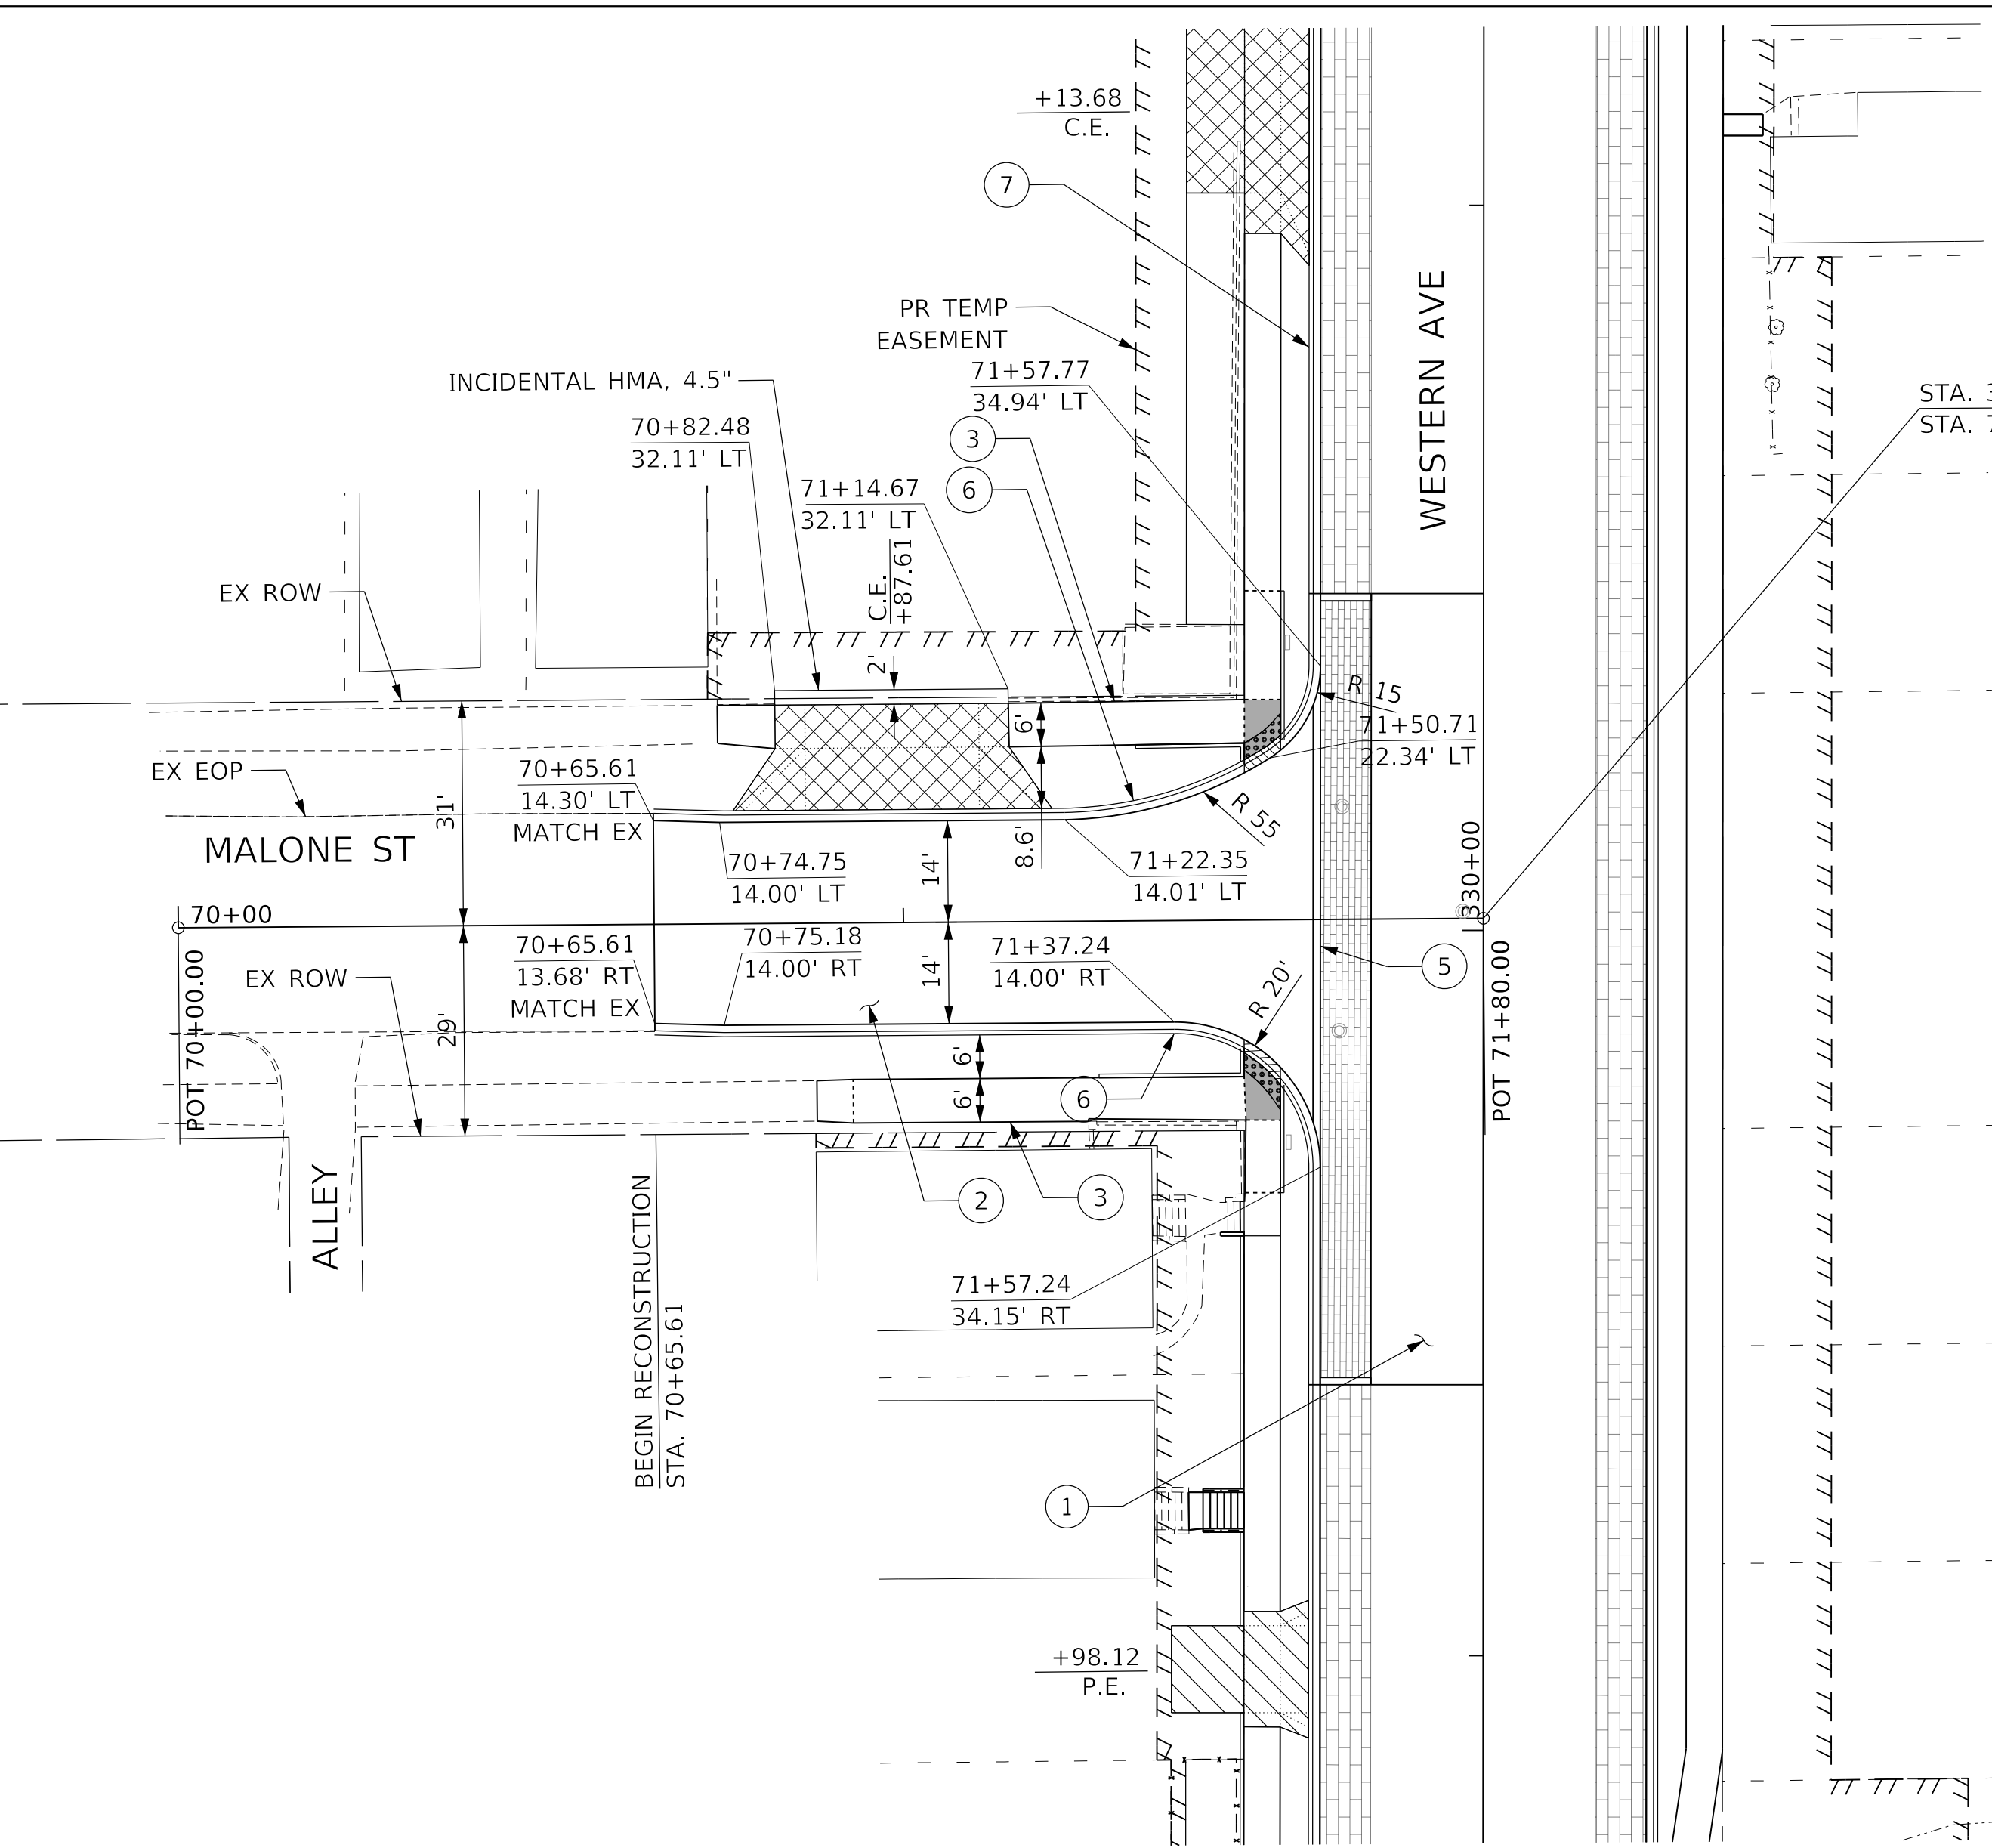 +13.68
C.E.
7
PR TEMP
EASEMENT
WESTERN AVE
71+57.77
34.94' LT
INCIDENTAL HMA, 4.5"
STA. 3
STA. 7
70+82.48
32.11' LT
3
6
71+14.67
32.11' LT
C.E.
+87.61
EX ROW
2'
R 15
6'
71+50.71
22.34' LT
EX EOP
70+65.61
14.30' LT
MATCH EX
31'
R 55
MALONE ST
8.6'
14'
70+74.75
14.00' LT
71+22.35
14.01' LT
330+00
70+00
70+75.18
14.00' RT
70+65.61
13.68' RT
MATCH EX
71+37.24
14.00' RT
14'
5
EX ROW
POT 70+00.00
POT 71+80.00
R 20'
29'
6'
6'
6
2
3
ALLEY
BEGIN RECONSTRUCTION
STA. 70+65.61
71+57.24
34.15' RT
1
+98.12
P.E.